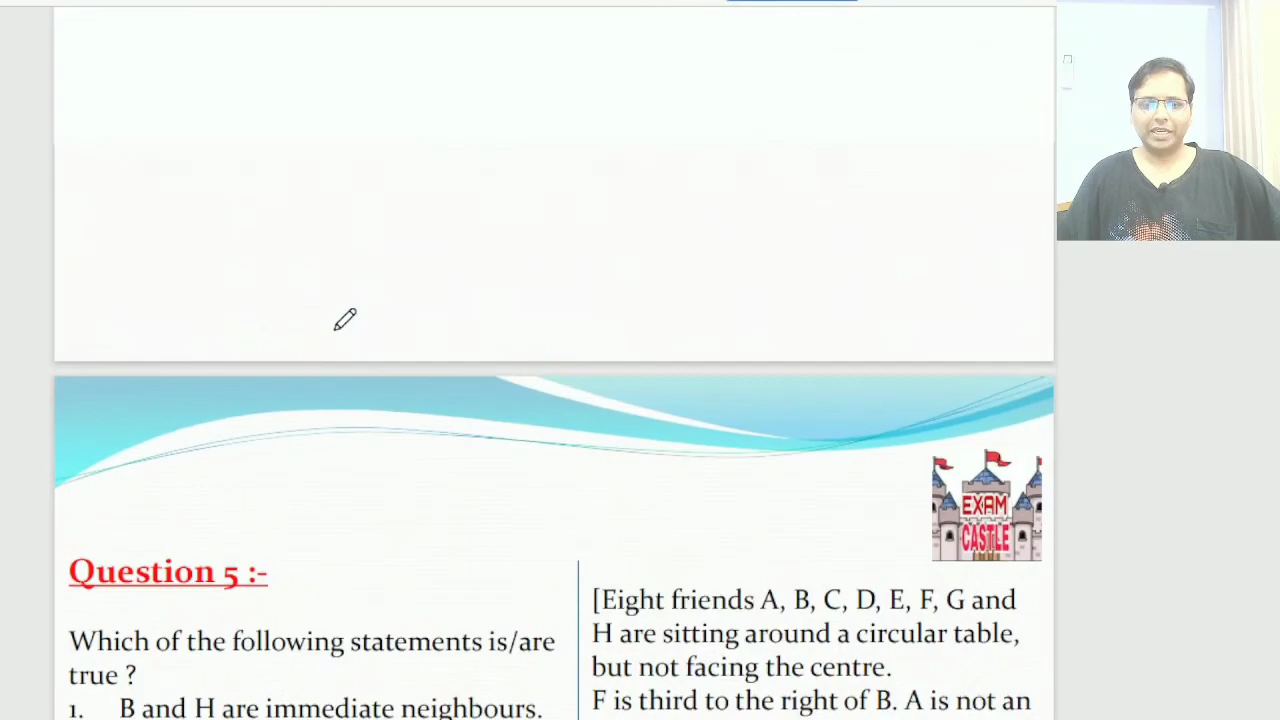 EXAM
CASTLE
Question 5 :-
Which of the following statements is/are
true ?
1. B and H are immediate neighbours.
[Eight friends A, B, C, D, E, F, G and
H are sitting around a circular table,
but not facing the centre.
F is third to the right of B. A is not an